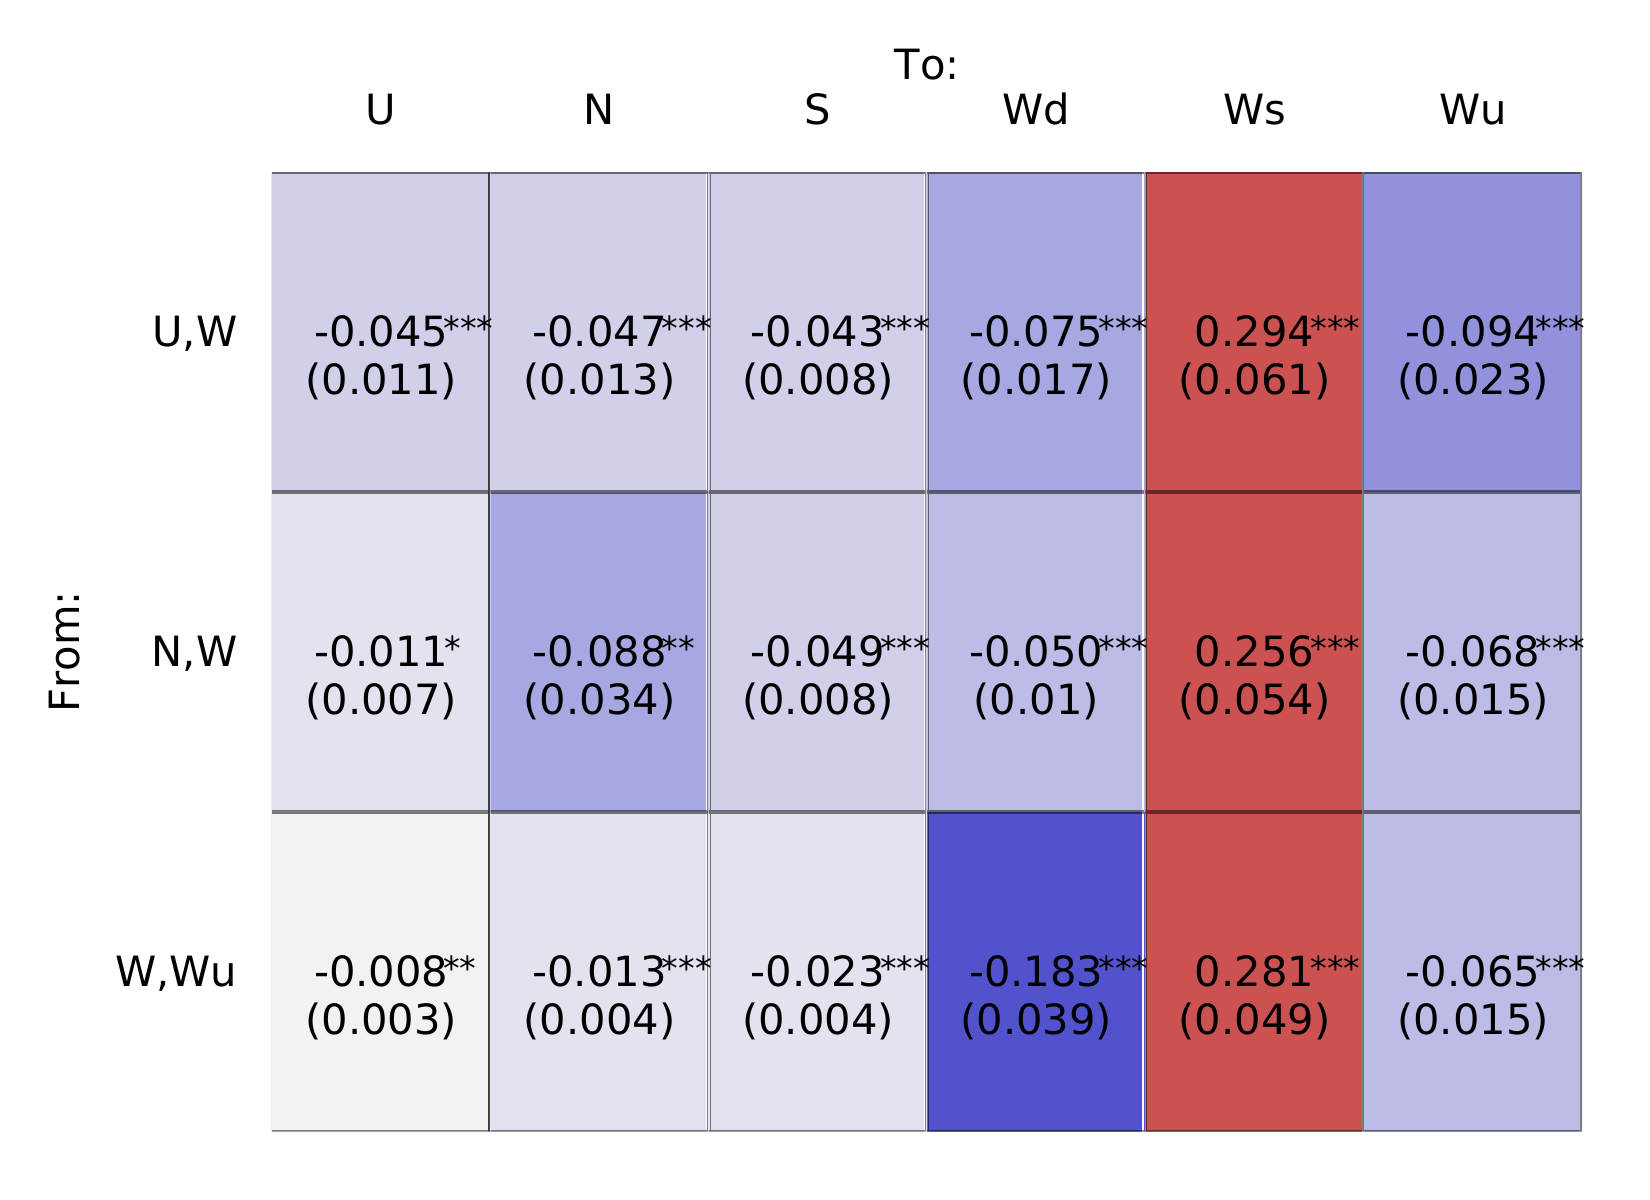 To:
U N S Wd Ws Wu
U,W -0.045*** -0.047*** -0.043*** -0.075*** 0.294*** -0.094***
(0.011) (0.013) (0.008) (0.017) (0.061) (0.023)
From:
N,W -0.011* -0.088** -0.049*** -0.050*** 0.256*** -0.068***
(0.007) (0.034) (0.008) (0.01) (0.054) (0.015)
W,Wu -0.008** -0.013*** -0.023*** -0.183*** 0.281*** -0.065***
(0.003) (0.004) (0.004) (0.039) (0.049) (0.015)